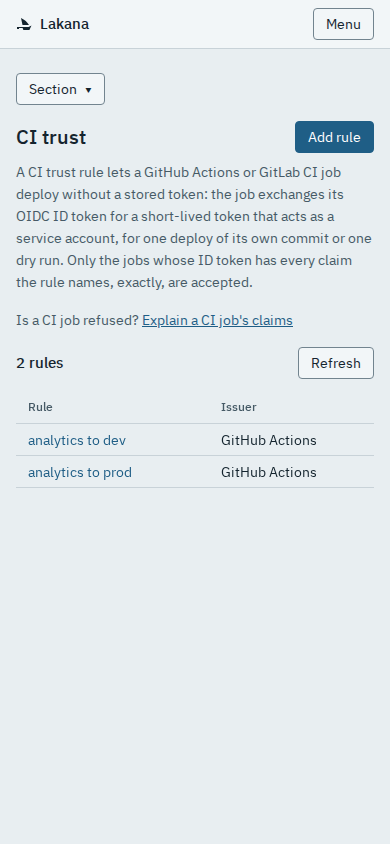 Lakana
Menu
Section
CI trust
Add rule
A CI trust rule lets a GitHub Actions or GitLab CI job
deploy without a stored token: the job exchanges its
OIDC ID token for a short-lived token that acts as a
service account, for one deploy of its own commit or one
dry run. Only the jobs whose ID token has every claim
the rule names, exactly, are accepted.
Is a CI job refused? Explain a CI job's claims
2 rules
Refresh
Rule Issuer
analytics to dev GitHub Actions
analytics to prod GitHub Actions